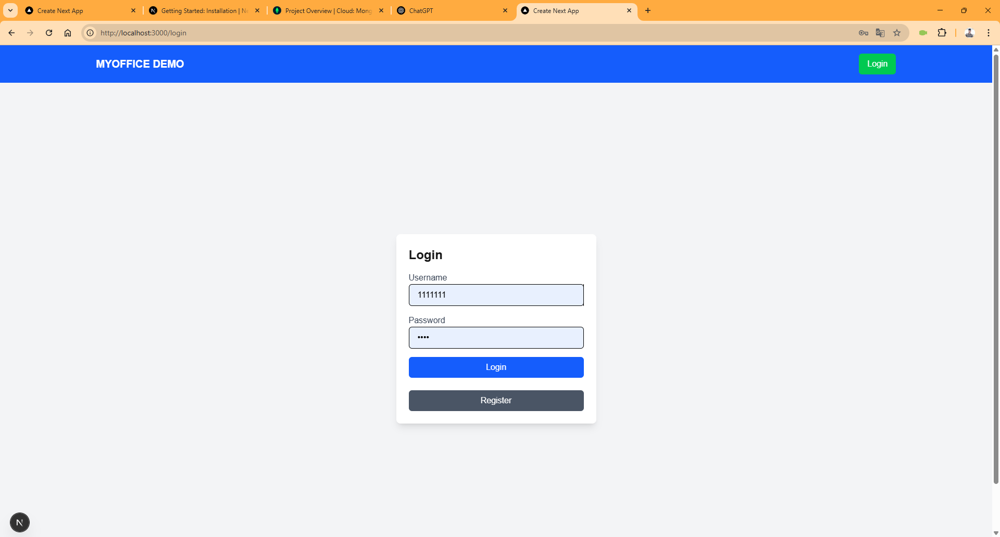 Create Next App
Getting Started: Installation | Ne
Project Overview | Cloud: Mong
ChatGPT
Create Next App
http://localhost:3000/login
MYOFFICE DEMO
Login
Login
Username
1111111
Password
••••
Login
Register
N